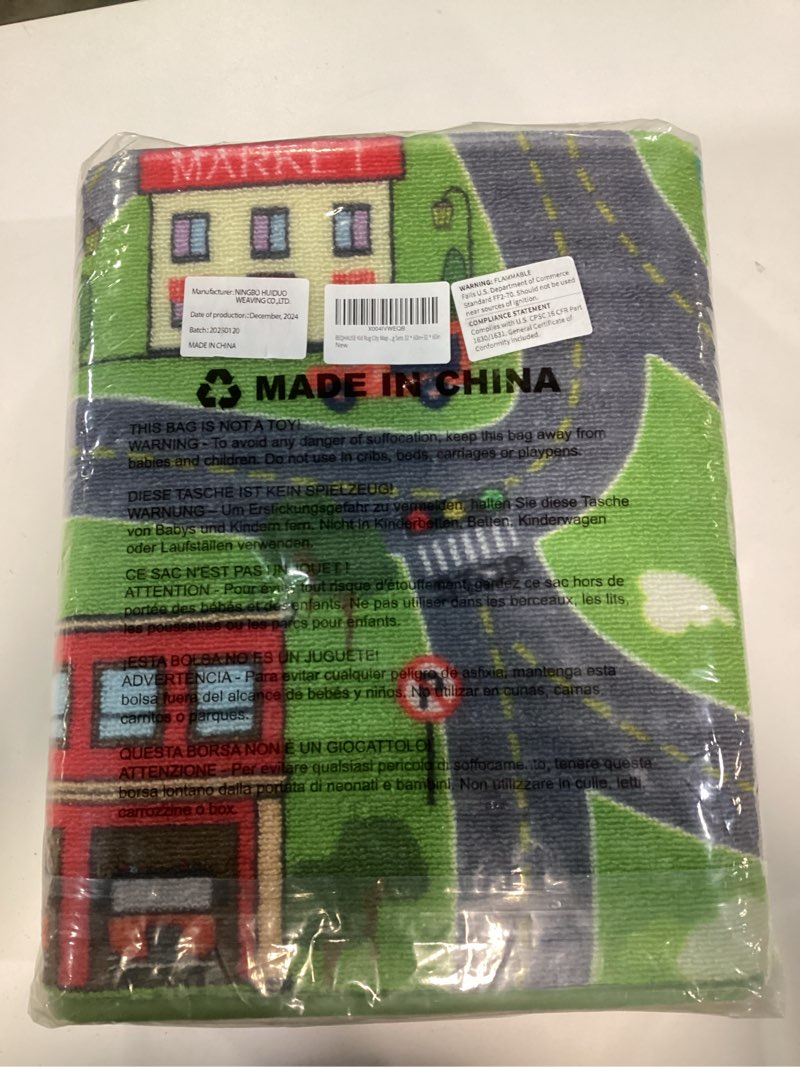 MARKET
Manufacturer: NINGBO HUIDUO
WEAVING CO.,LTD.
Date of production: December, 2024
Batch: 20250120
MADE IN CHINA
X004IVWEQB
New
WARNING: FLAMMABLE
Fails U.S. Department of Commerce
Standard FF2-70. Should not be used
near sources of ignition.
COMPLIANCE STATEMENT
Complies with U.S. CPSC 16 CFR Part
1630/1631. General Certificate of
Conformity included.
MADE IN CHINA
THIS BAG IS NOT A TOY!
WARNING - To avoid any danger of suffocation, keep this bag away from
babies and children. Do not use in cribs, beds, carriages or playpens.
DIESE TASCHE IST KEIN SPIELZEUG!
WARNUNG – Um Erstickungsgefahr zu vermeiden, halten Sie diese Tasche
von Babys und Kindern fern. Nicht in Kinderbetten, Betten, Kinderwagen
oder Laufställen verwenden.
CE SAC N'EST PAS UN JOUET !
ATTENTION - Pour éviter tout risque d'étouffement, gardez ce sac hors de
portée des bébés et des enfants. Ne pas utiliser dans les berceaux, les lits,
les poussettes ou les parcs pour enfants.
¡ESTA BOLSA NO ES UN JUGUETE!
ADVERTENCIA - Para evitar cualquier peligro de asfixia, mantenga esta
bolsa fuera del alcance de bebés y niños. No utilizar en cunas, camas,
carritos o parques.
QUESTA BORSA NON È UN GIOCATTOLO!
ATTENZIONE - Per evitare qualsiasi pericolo di soffocame to, tenere questa
borsa lontano dalla portata di neonati e bambini. Non utilizzare in culle, letti
carrozzine o box.